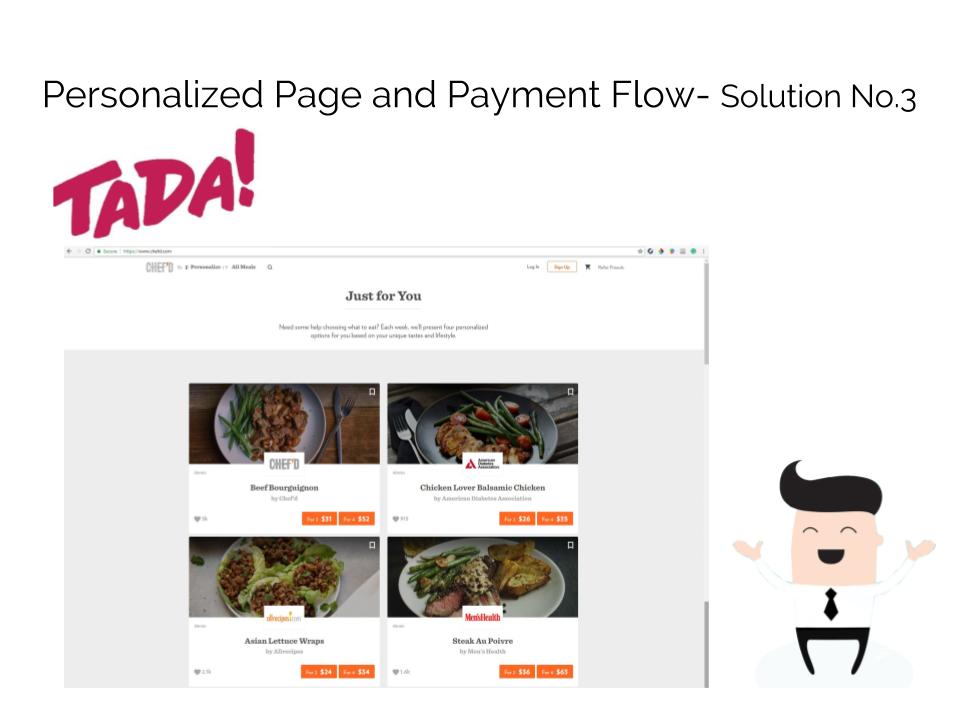 Personalized Page and Payment Flow- Solution No.3
TADA!
Secure https://www.chefd.com
CHEF'D Personalize All Meals Log In Sign Up Refer Friends
Just for You
Need some help choosing what to eat? Each week, we'll present four personalized
options for you based on your unique tastes and lifestyle.
CHEF'D
American
Diabetes
Association
Beef Bourguignon
by Chef'd
Chicken Lover Balsamic Chicken
by American Diabetes Association
For 2 $31 For 4 $52
For 2 $26 For 4 $35
allrecipes.com
Men'sHealth
Asian Lettuce Wraps
by Allrecipes
Steak Au Poivre
by Men's Health
2.1k For 2 $24 For 4 $34
1.6k For 2 $36 For 4 $63